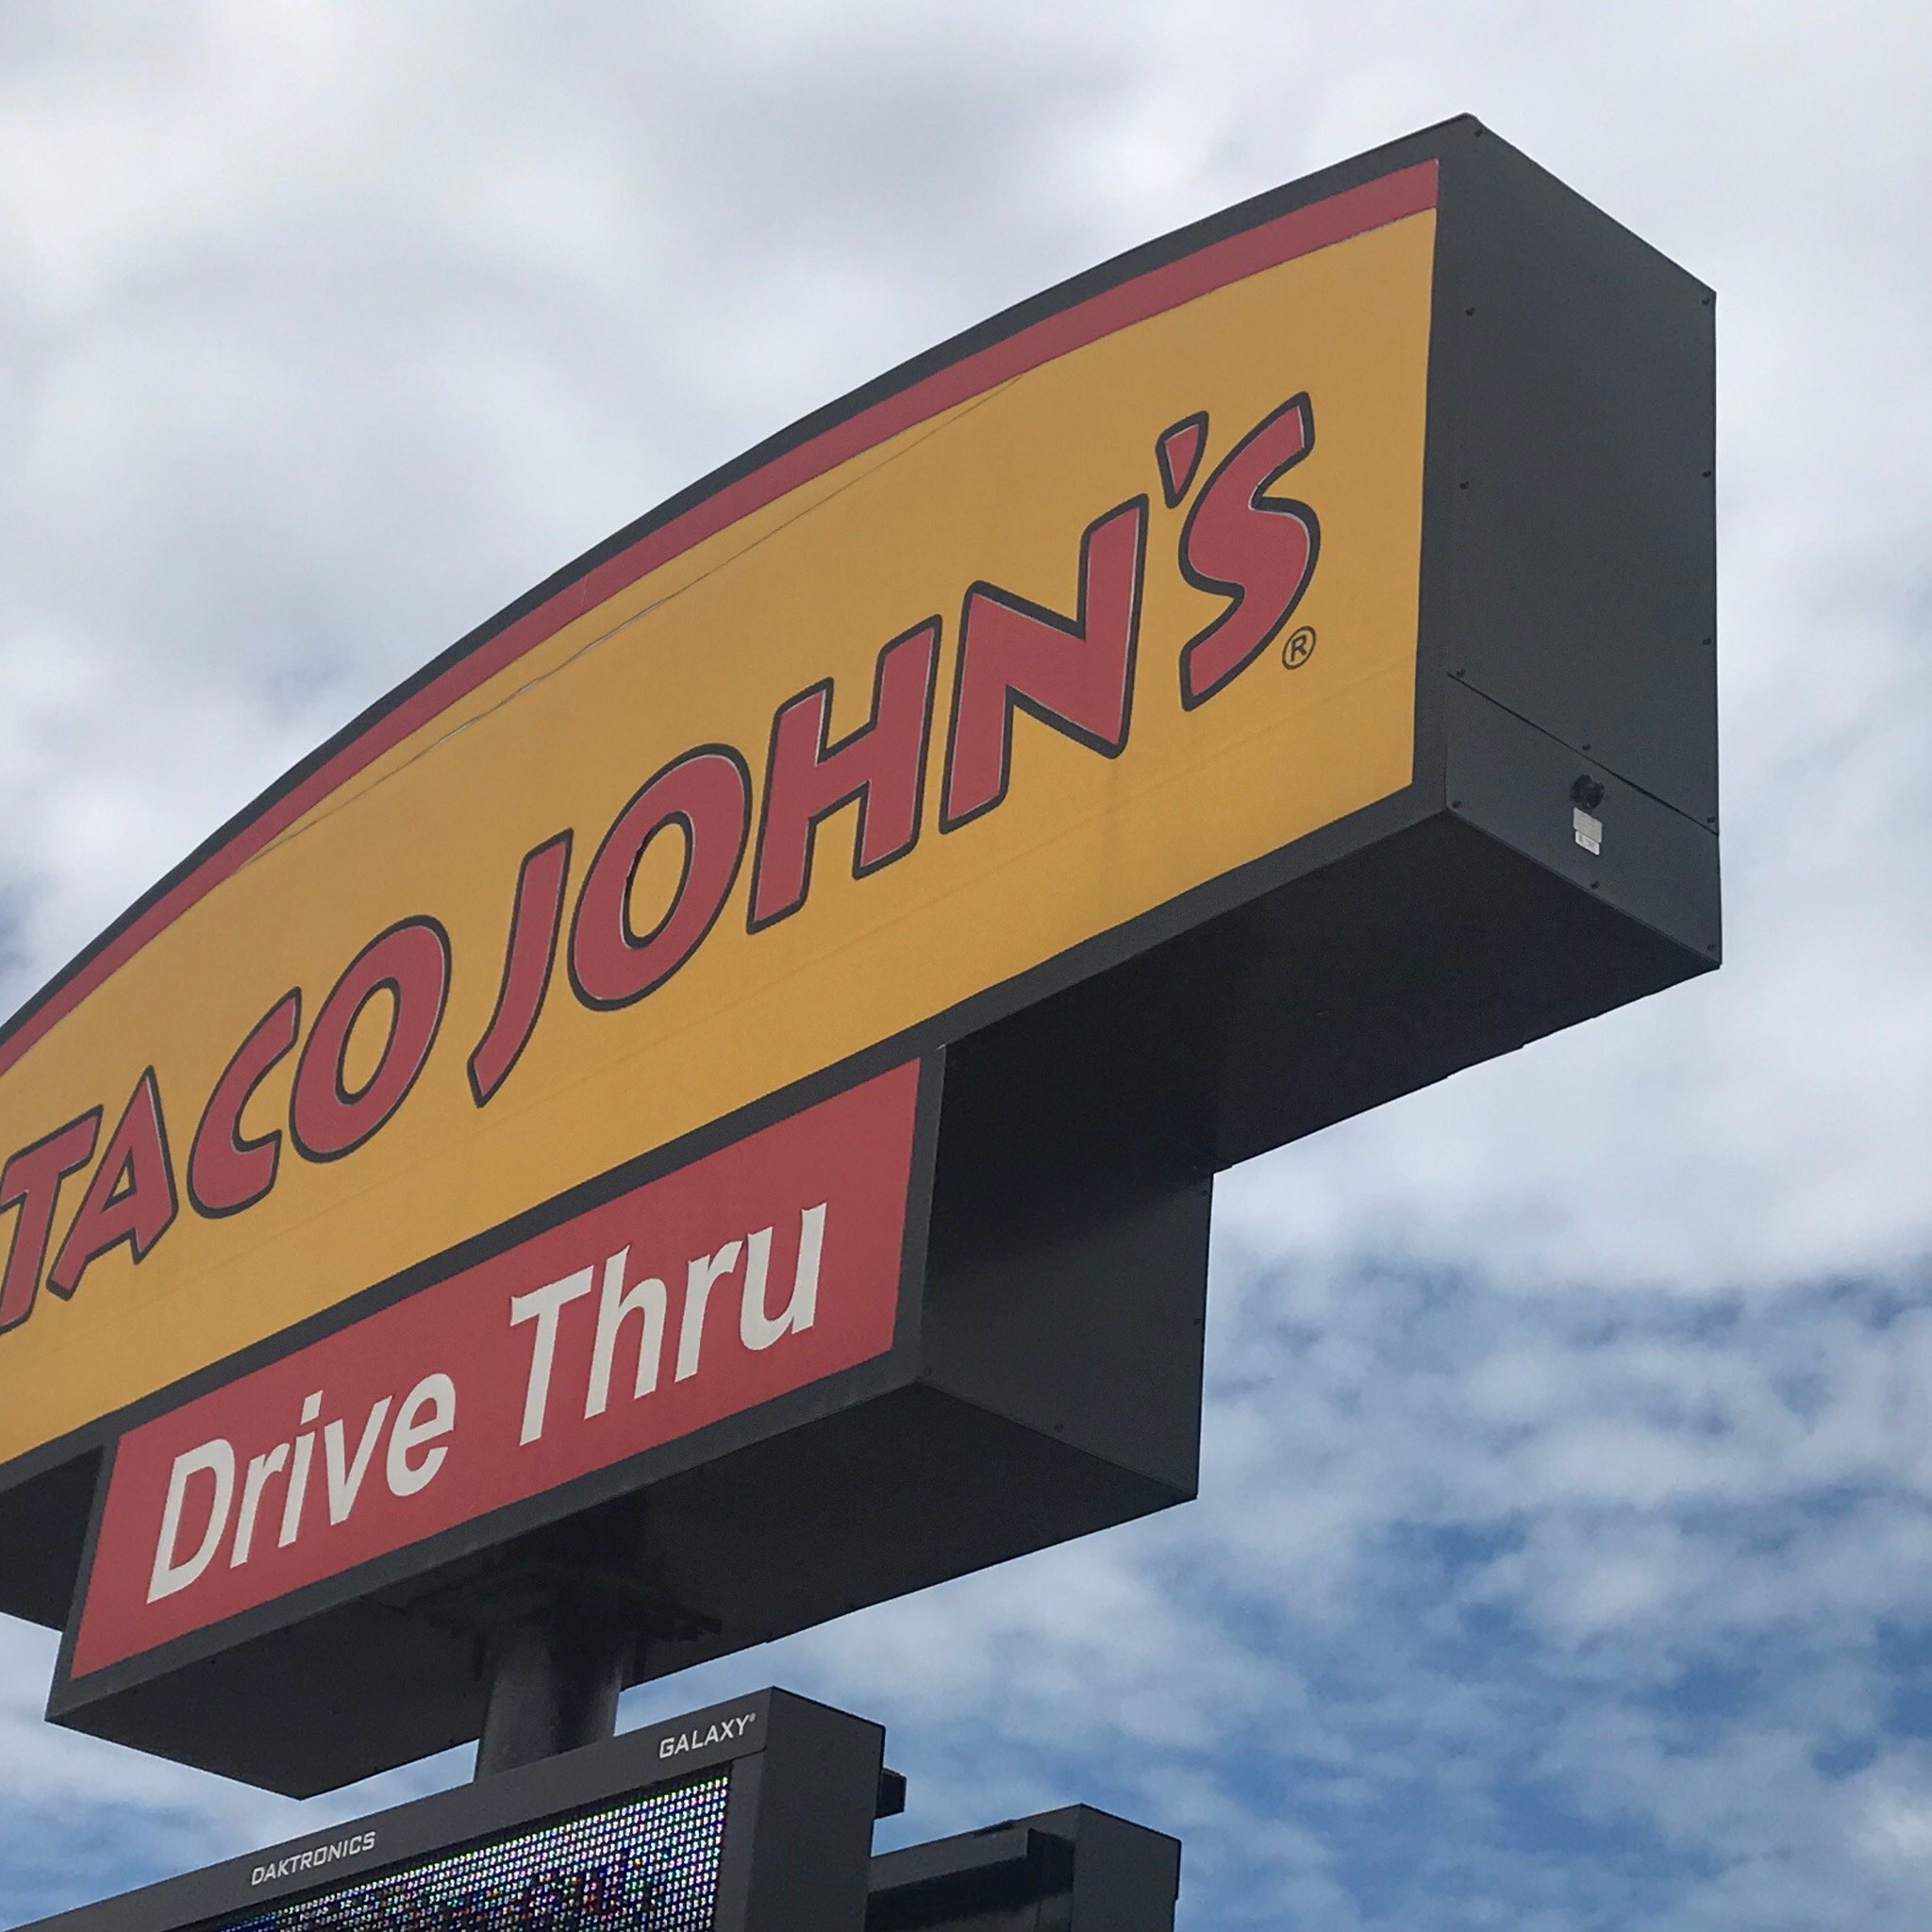 TACO JOHN'S®
Drive Thru
GALAXY®
DAKTRONICS